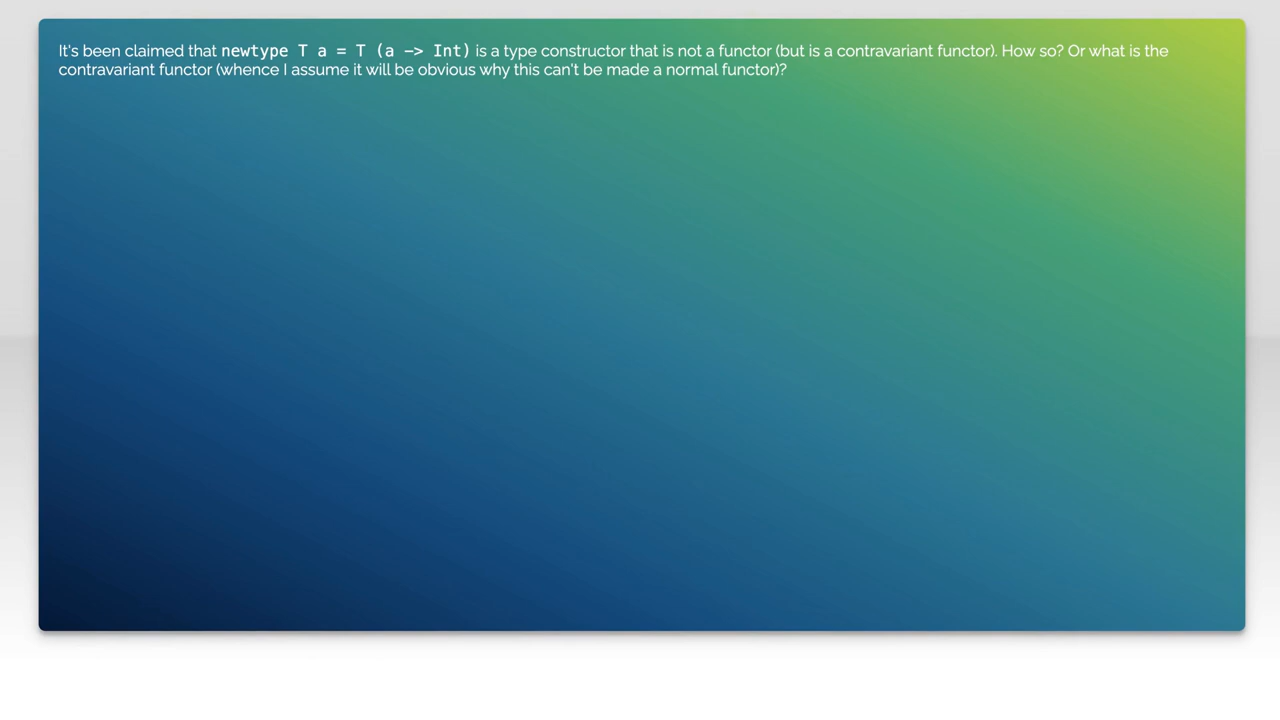 It's been claimed that newtype T a = T (a -> Int) is a type constructor that is not a functor (but is a contravariant functor). How so? Or what is the
contravariant functor (whence I assume it will be obvious why this can't be made a normal functor)?